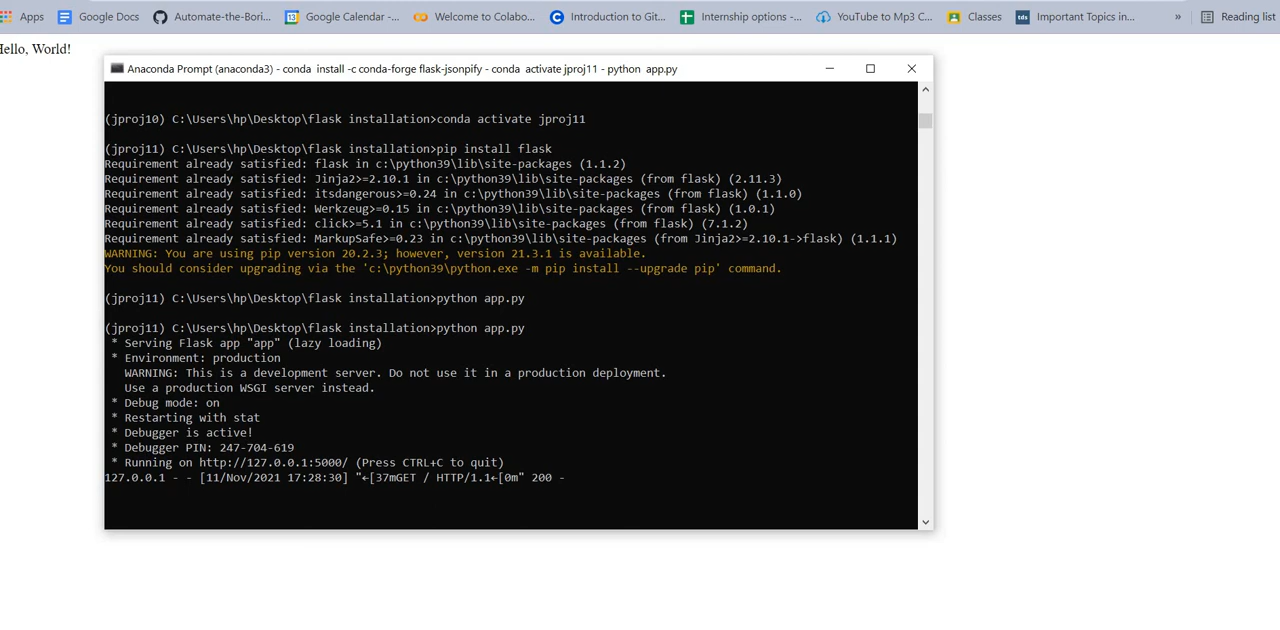 Apps Google Docs Automate-the-Bori... Google Calendar -... Welcome to Colabo... Introduction to Git... Internship options -... YouTube to Mp3 C... Classes Important Topics in... » Reading list
Hello, World!
Anaconda Prompt (anaconda3) - conda install -c conda-forge flask-jsonpify - conda activate jproj11 - python app.py
(jproj10) C:\Users\hp\Desktop\flask installation>conda activate jproj11
(jproj11) C:\Users\hp\Desktop\flask installation>pip install flask
Requirement already satisfied: flask in c:\python39\lib\site-packages (1.1.2)
Requirement already satisfied: Jinja2>=2.10.1 in c:\python39\lib\site-packages (from flask) (2.11.3)
Requirement already satisfied: itsdangerous>=0.24 in c:\python39\lib\site-packages (from flask) (1.1.0)
Requirement already satisfied: Werkzeug>=0.15 in c:\python39\lib\site-packages (from flask) (1.0.1)
Requirement already satisfied: click>=5.1 in c:\python39\lib\site-packages (from flask) (7.1.2)
Requirement already satisfied: MarkupSafe>=0.23 in c:\python39\lib\site-packages (from Jinja2>=2.10.1->flask) (1.1.1)
WARNING: You are using pip version 20.2.3; however, version 21.3.1 is available.
You should consider upgrading via the 'c:\python39\python.exe -m pip install --upgrade pip' command.
(jproj11) C:\Users\hp\Desktop\flask installation>python app.py
(jproj11) C:\Users\hp\Desktop\flask installation>python app.py
* Serving Flask app "app" (lazy loading)
* Environment: production
WARNING: This is a development server. Do not use it in a production deployment.
Use a production WSGI server instead.
* Debug mode: on
* Restarting with stat
* Debugger is active!
* Debugger PIN: 247-704-619
* Running on http://127.0.0.1:5000/ (Press CTRL+C to quit)
127.0.0.1 - - [11/Nov/2021 17:28:30] "←[37mGET / HTTP/1.1←[0m" 200 -